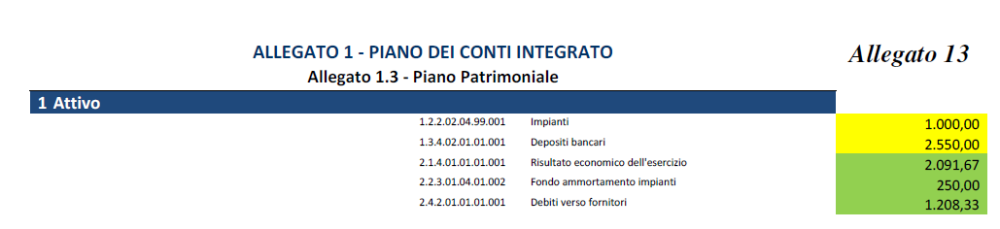 ALLEGATO 1 - PIANO DEI CONTI INTEGRATO
Allegato 13
Allegato 1.3 - Piano Patrimoniale
1 Attivo
1.2.2.02.04.99.001 Impianti 1.000,00
1.3.4.02.01.01.001 Depositi bancari 2.550,00
2.1.4.01.01.01.001 Risultato economico dell'esercizio 2.091,67
2.2.3.01.04.01.002 Fondo ammortamento impianti 250,00
2.4.2.01.01.01.001 Debiti verso fornitori 1.208,33